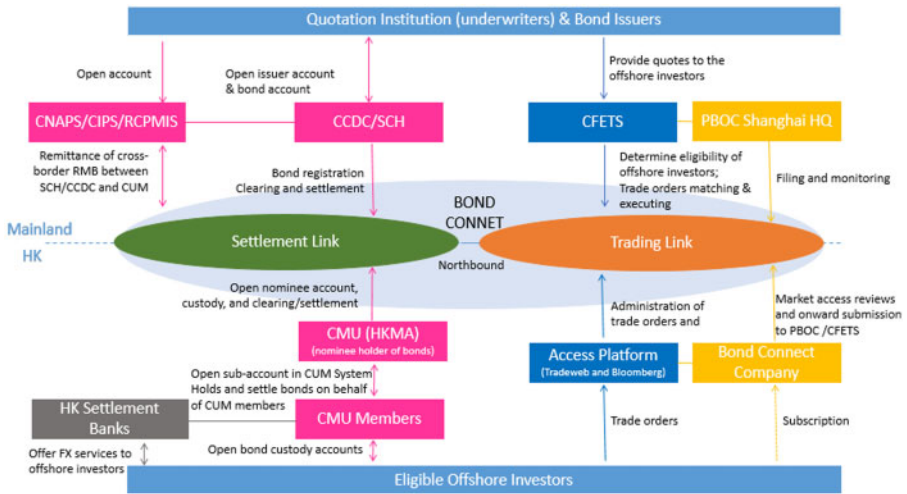 Quotation Institution (underwriters) & Bond Issuers
Open account
Open issuer account
& bond account
Provide quotes to the
offshore investors
CNAPS/CIPS/RCPMIS
CCDC/SCH
CFETS
PBOC Shanghai HQ
Remittance of cross-
border RMB between
SCH/CCDC and CUM
Bond registration
Clearing and settlement
Determine eligibility of
offshore investors;
Trade orders matching &
executing
Filing and monitoring
BOND
CONNET
Mainland
HK
Settlement Link
Trading Link
Northbound
Open nominee account,
custody, and clearing/settlement
Administration of
trade orders and
Market access reviews
and onward submission
to PBOC /CFETS
CMU (HKMA)
(nominee holder of bonds)
Access Platform
(Tradeweb and Bloomberg)
Bond Connect
Company
Open sub-account in CUM System
Holds and settle bonds on behalf
of CUM members
HK Settlement
Banks
CMU Members
Trade orders
Subscription
Offer FX services to
offshore investors
Open bond custody accounts
Eligible Offshore Investors